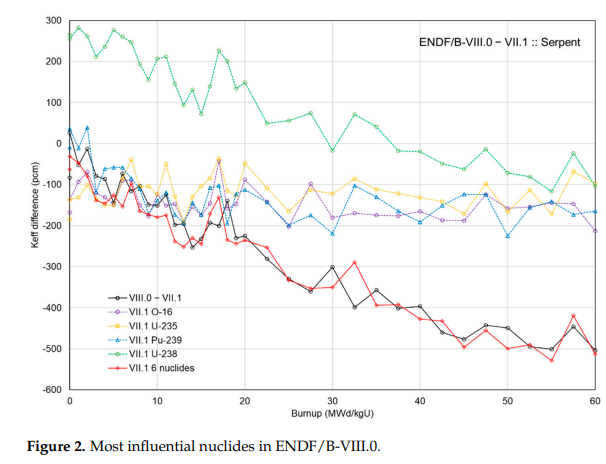 300
ENDF/B-VIII.0 − VII.1 :: Serpent
200
100
0
-100
-200
-300
-400
-500
-600
Keff difference (pcm)
VIII.0 − VII.1
VII.1 O-16
VII.1 U-235
VII.1 Pu-239
VII.1 U-238
VII.1 6 nuclides
0 10 20 30 40 50 60
Burnup (MWd/kgU)
Figure 2. Most influential nuclides in ENDF/B-VIII.0.